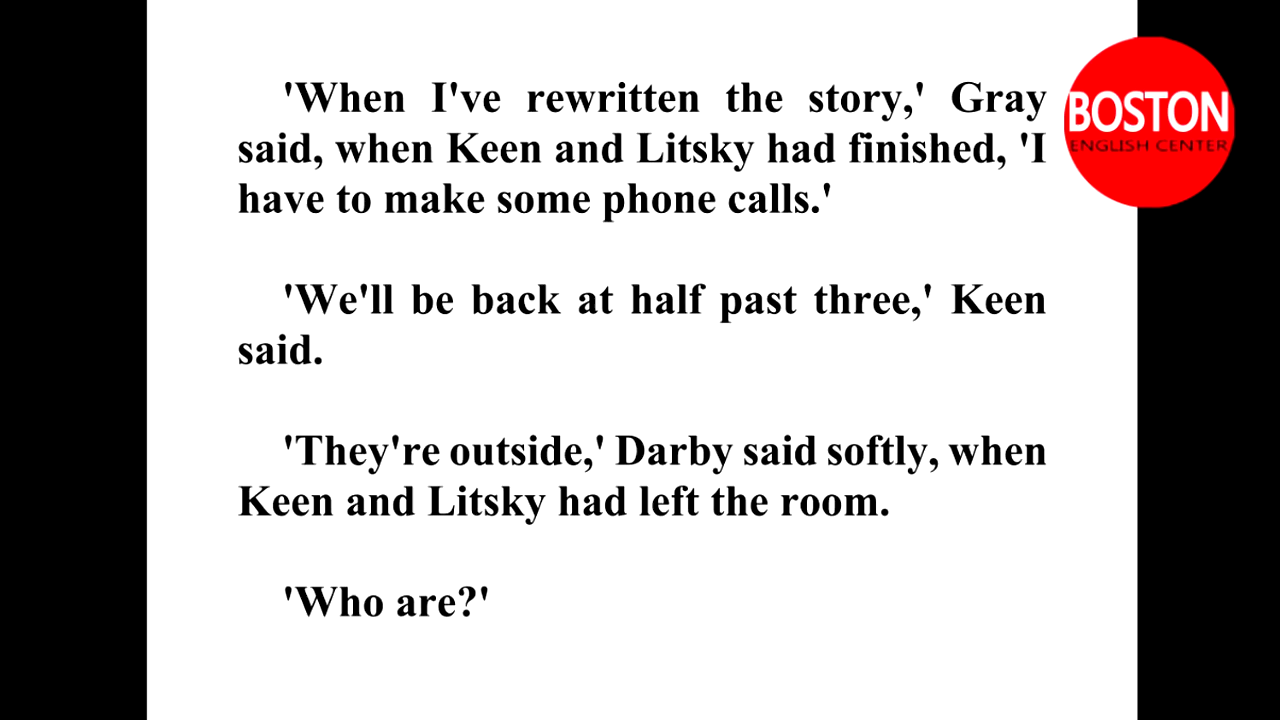 'When I've rewritten the story,' Gray
said, when Keen and Litsky had finished, 'I
have to make some phone calls.'
'We'll be back at half past three,' Keen
said.
'They're outside,' Darby said softly, when
Keen and Litsky had left the room.
'Who are?'
BOSTON
ENGLISH CENTER